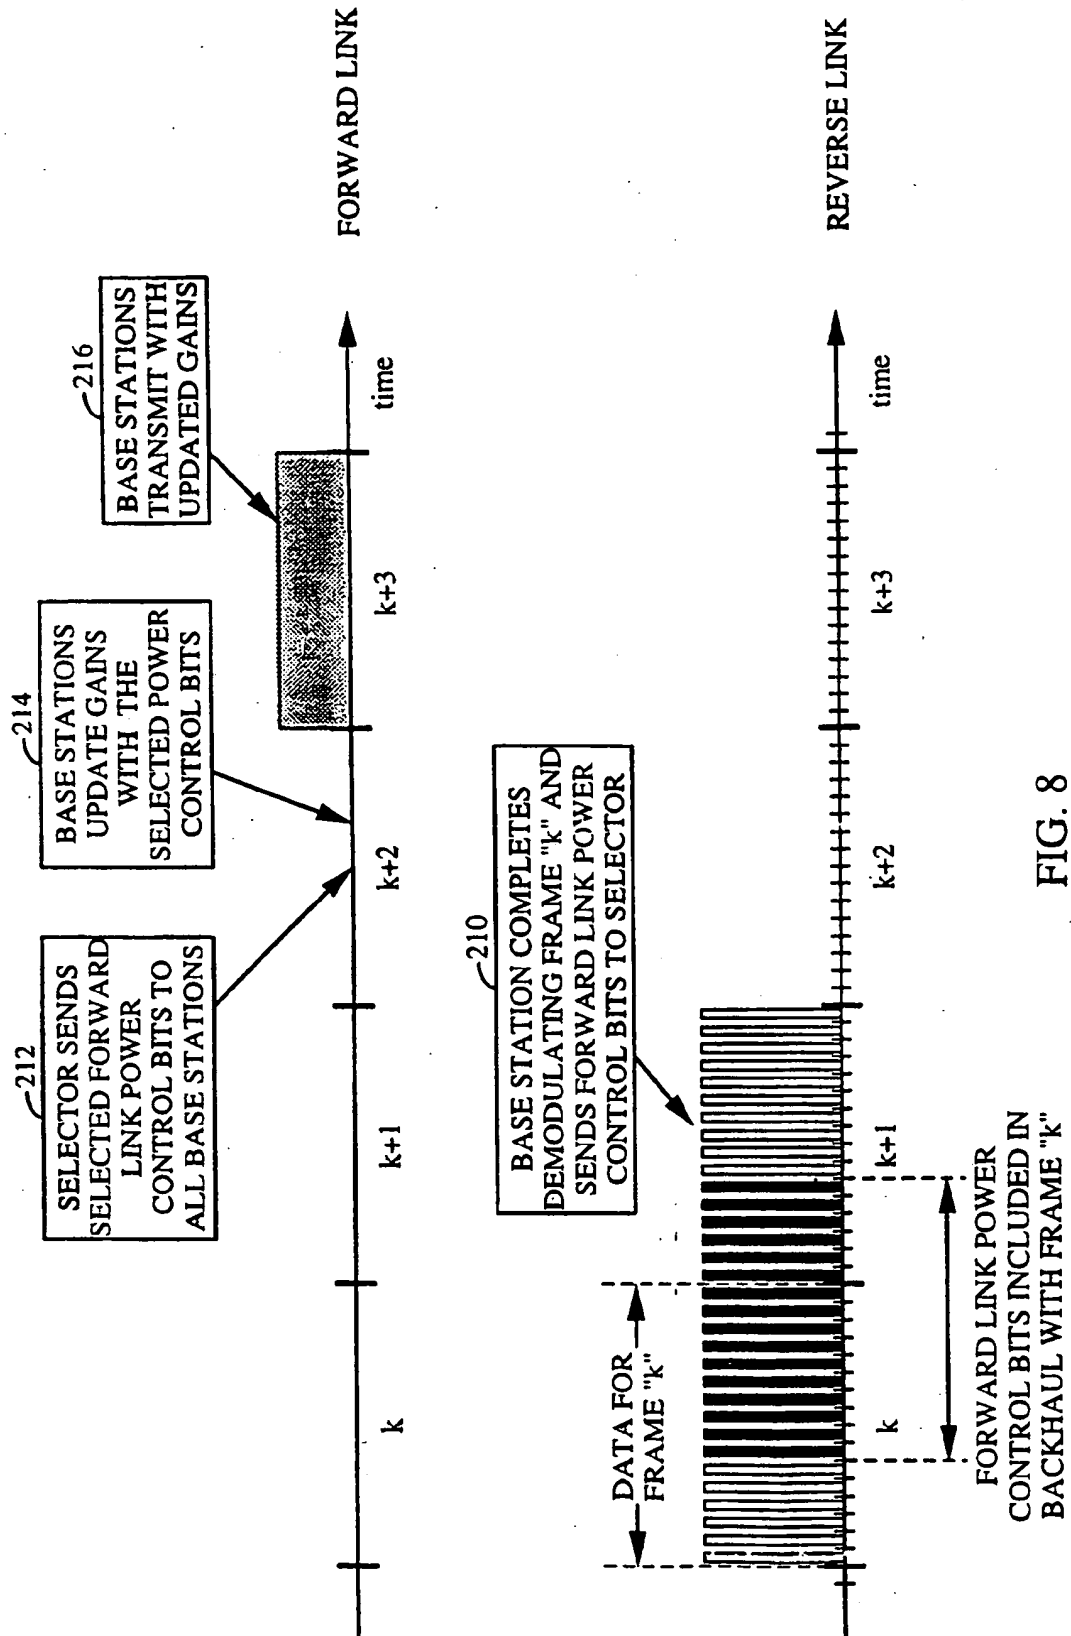 212
SELECTOR SENDS
SELECTED FORWARD
LINK POWER
CONTROL BITS TO
ALL BASE STATIONS
214
BASE STATIONS
UPDATE GAINS
WITH THE
SELECTED POWER
CONTROL BITS
216
BASE STATIONS
TRANSMIT WITH
UPDATED GAINS
k
k+1
k+2
k+3
time
FORWARD LINK
210
BASE STATION COMPLETES
DEMODULATING FRAME "k" AND
SENDS FORWARD LINK POWER
CONTROL BITS TO SELECTOR
DATA FOR
FRAME "k"
k
k+1
k+2
k+3
time
REVERSE LINK
FORWARD LINK POWER
CONTROL BITS INCLUDED IN
BACKHAUL WITH FRAME "k"
FIG. 8